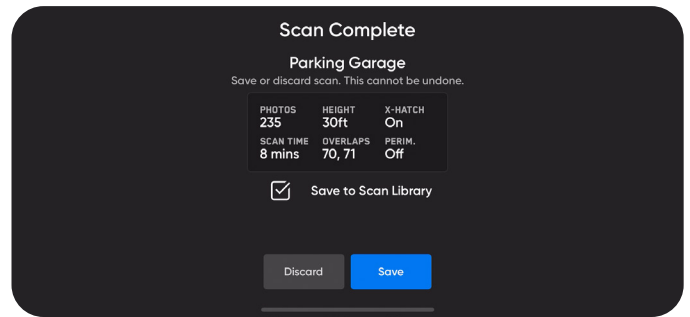 Scan Complete
Parking Garage
Save or discard scan. This cannot be undone.
PHOTOS HEIGHT X-HATCH
235 30ft On
SCAN TIME OVERLAPS PERIM.
8 mins 70, 71 Off
Save to Scan Library
Discard Save